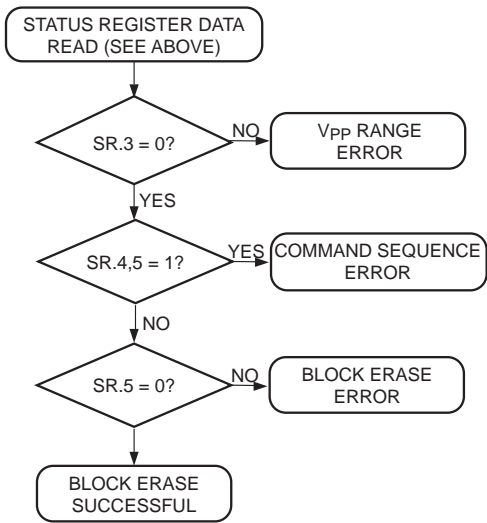 STATUS REGISTER DATA
READ (SEE ABOVE)
SR.3 = 0?
NO
VPP RANGE
ERROR
YES
SR.4,5 = 1?
YES
COMMAND SEQUENCE
ERROR
NO
SR.5 = 0?
NO
BLOCK ERASE
ERROR
BLOCK ERASE
SUCCESSFUL